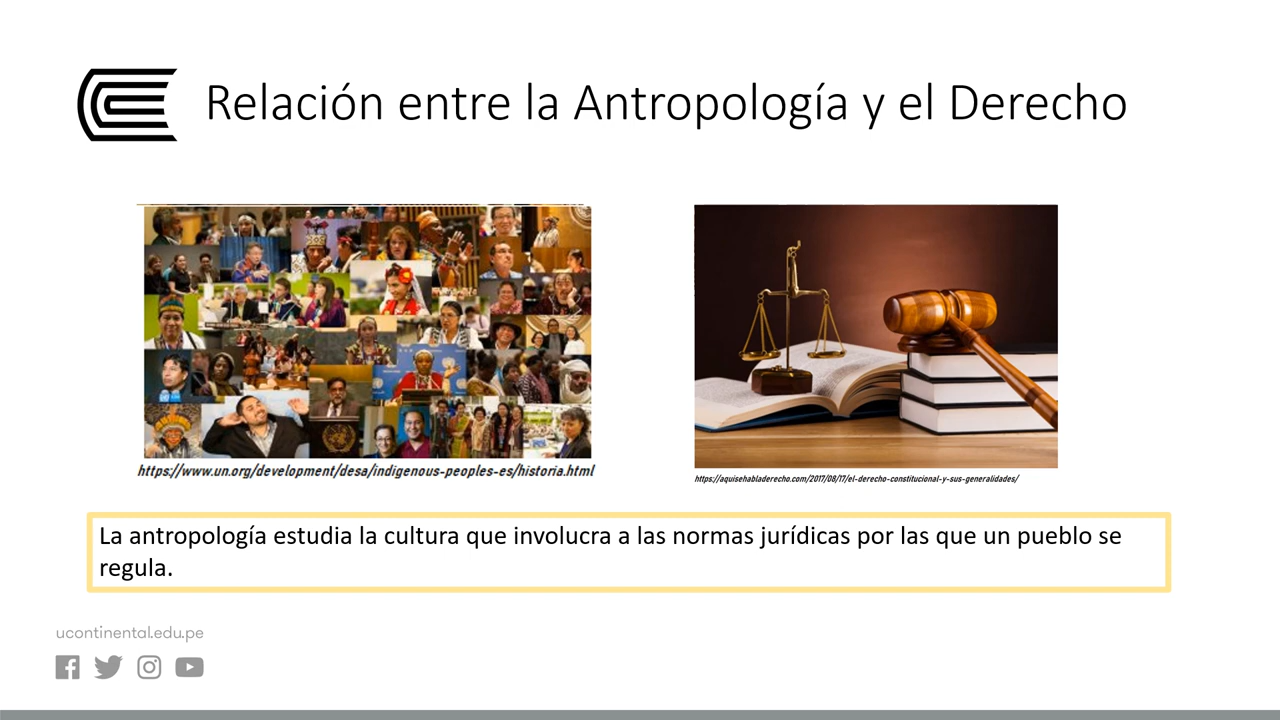 Relación entre la Antropología y el Derecho
https://www.un.org/development/desa/indigenous-peoples-es/historia.html
https://aquisehabladerecho.com/2017/08/17/el-derecho-constitucional-y-sus-generalidades/
La antropología estudia la cultura que involucra a las normas jurídicas por las que un pueblo se
regula.
ucontinental.edu.pe